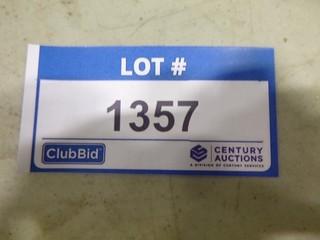 LOT #
1357
ClubBid
CENTURY
AUCTIONS
A DIVISION OF CENTURY SERVICES